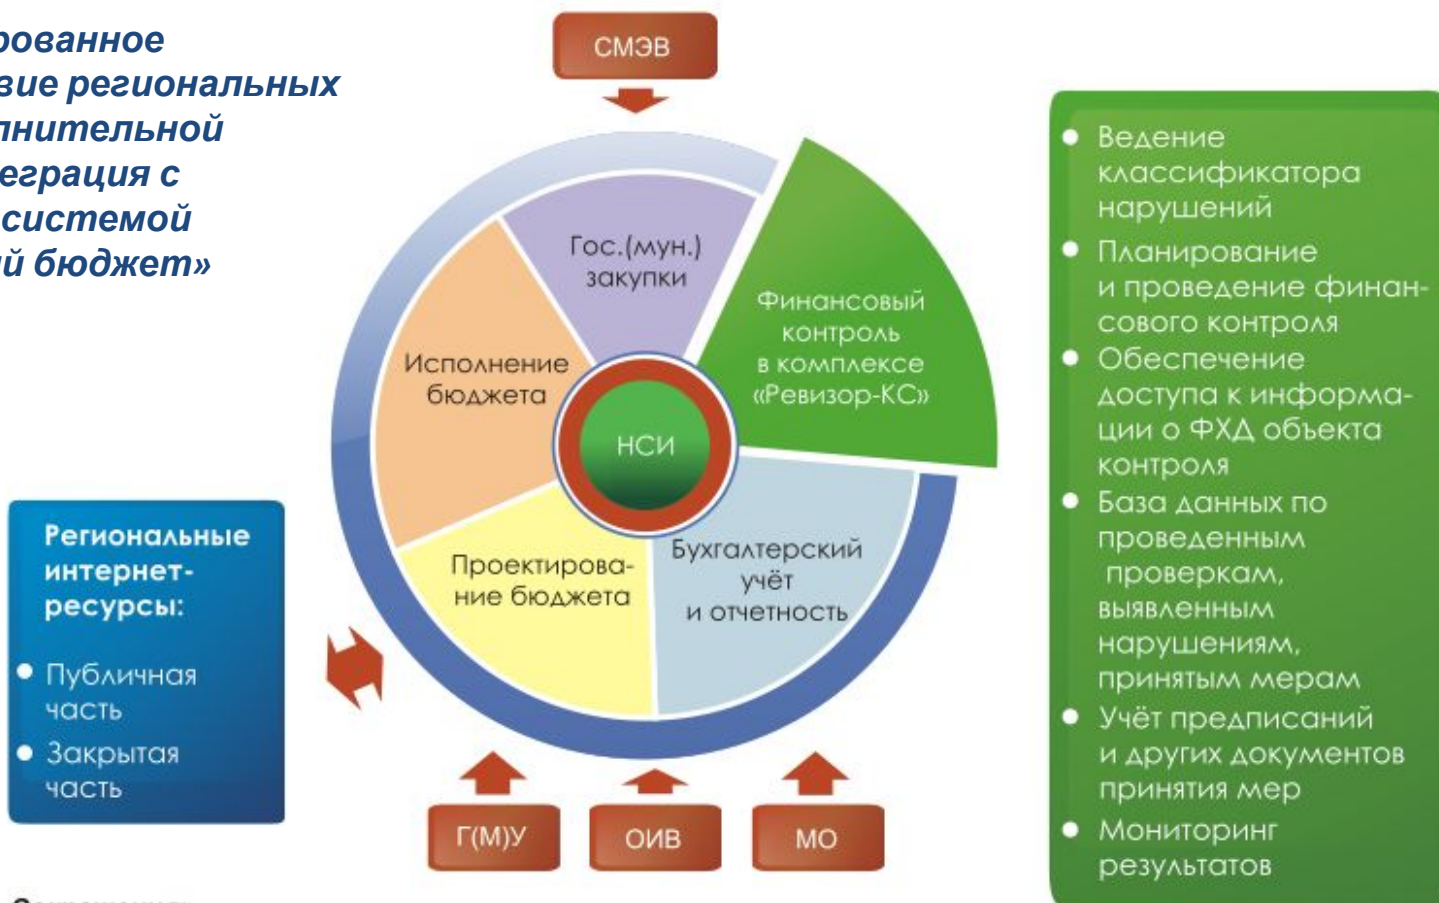 рованное
вие региональных
лнительной
теграция с
системой
ий бюджет»
СМЭВ
Гос.(мун.)
закупки
Финансовый
контроль
в комплексе
«Ревизор-КС»
Исполнение
бюджета
НСИ
Проектирова-
ние бюджета
Бухгалтерский
учёт
и отчетность
Региональные
интернет-
ресурсы:
● Публичная
часть
● Закрытая
часть
Г(М)У
ОИВ
МО
● Ведение
классификатора
нарушений
● Планирование
и проведение финан-
сового контроля
● Обеспечение
доступа к информа-
ции о ФХД объекта
контроля
● База данных по
проведенным
проверкам,
выявленным
нарушениям,
принятым мерам
● Учёт предписаний
и других документов
принятия мер
● Мониторинг
результатов